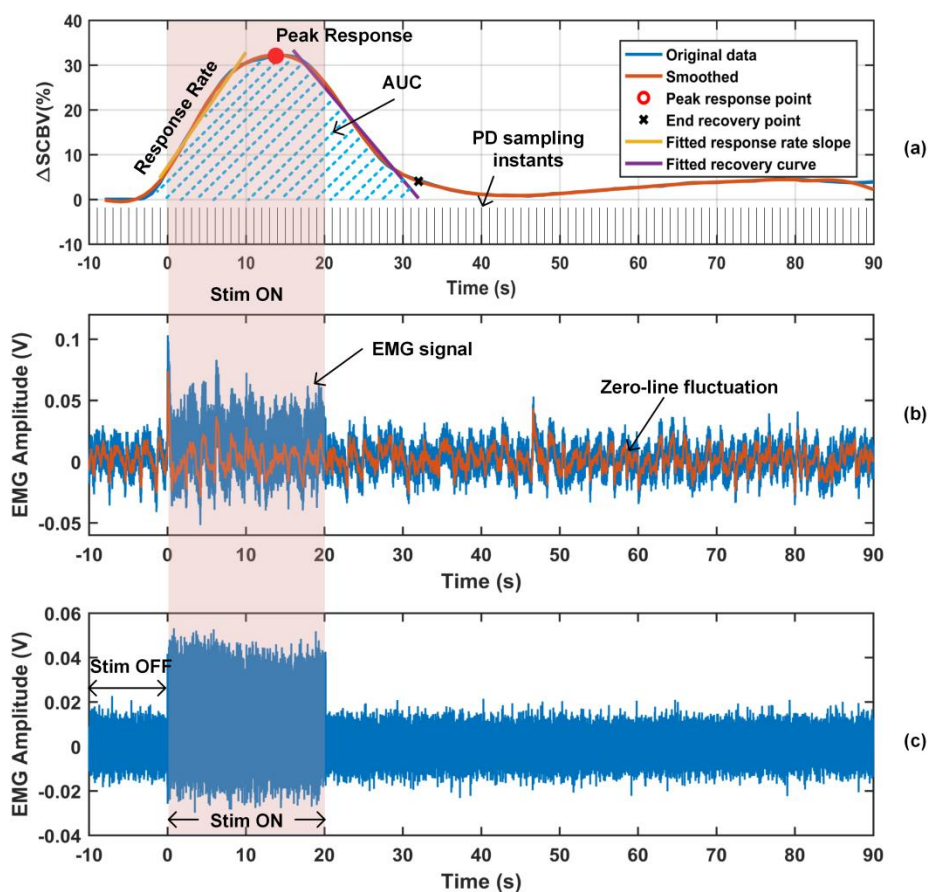 40
30
20
10
0
-10
ΔSCBV(%)
Response Rate
Peak Response
AUC
PD sampling
instants
Original data
Smoothed
Peak response point
End recovery point
Fitted response rate slope
Fitted recovery curve
(a)
-10 0 10 20 30 40 50 60 70 80 90
Time (s)
Stim ON
0.1
0.05
0
-0.05
EMG Amplitude (V)
EMG signal
Zero-line fluctuation
(b)
-10 0 10 20 30 40 50 60 70 80 90
Time (s)
0.06
0.04
0.02
0
-0.02
-0.04
EMG Amplitude (V)
Stim OFF
(c)
Stim ON
-10 0 10 20 30 40 50 60 70 80 90
Time (s)